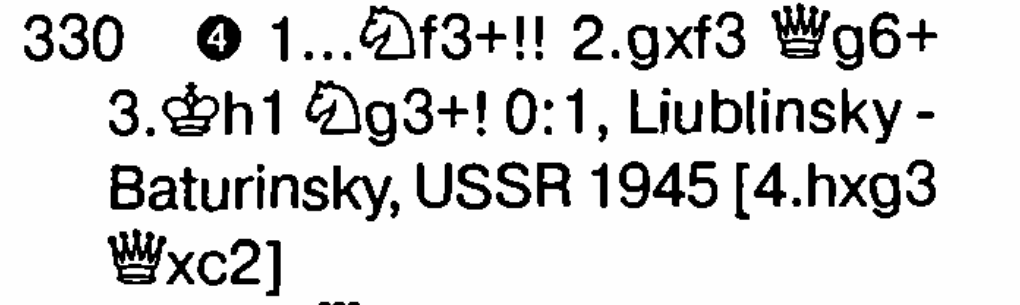 330 ❹ 1...♘f3+!! 2.gxf3 ♕g6+
3.♔h1 ♘g3+! 0:1, Liublinsky -
Baturinsky, USSR 1945 [4.hxg3
♕xc2]